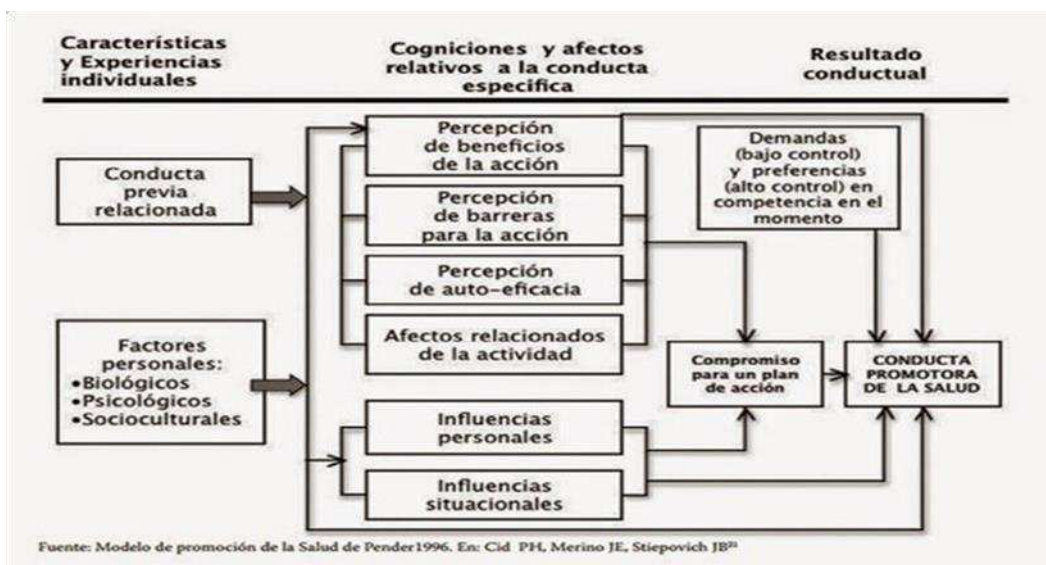 Características
y Experiencias
individuales
Cogniciones y afectos
relativos a la conducta
especifica
Resultado
conductual
Conducta
previa
relacionada
Factores
personales:
•Biológicos
•Psicológicos
•Socioculturales
Percepción
de beneficios
de la acción
Percepción
de barreras
para la acción
Percepción
de auto-eficacia
Afectos relacionados
de la actividad
Influencias
personales
Influencias
situacionales
Demandas
(bajo control)
y preferencias
(alto control) en
competencia en el
momento
Compromiso
para un plan
de acción
CONDUCTA
PROMOTORA
DE LA SALUD
Fuente: Modelo de promoción de la Salud de Pender1996. En: Cid PH, Merino JE, Stiepovich JB²¹